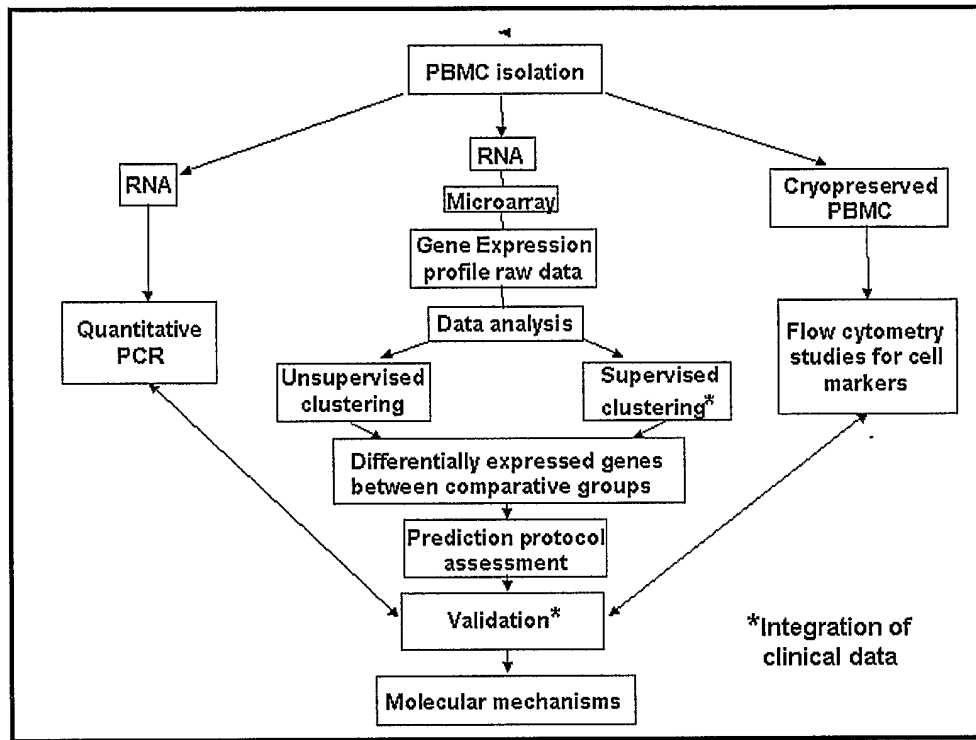 PBMC isolation
RNA
RNA
Microarray
Cryopreserved
PBMC
Gene Expression
profile raw data
Quantitative
PCR
Data analysis
Flow cytometry
studies for cell
markers
Unsupervised
clustering
Supervised
clustering*
Differentially expressed genes
between comparative groups
Prediction protocol
assessment
Validation*
*Integration of
clinical data
Molecular mechanisms